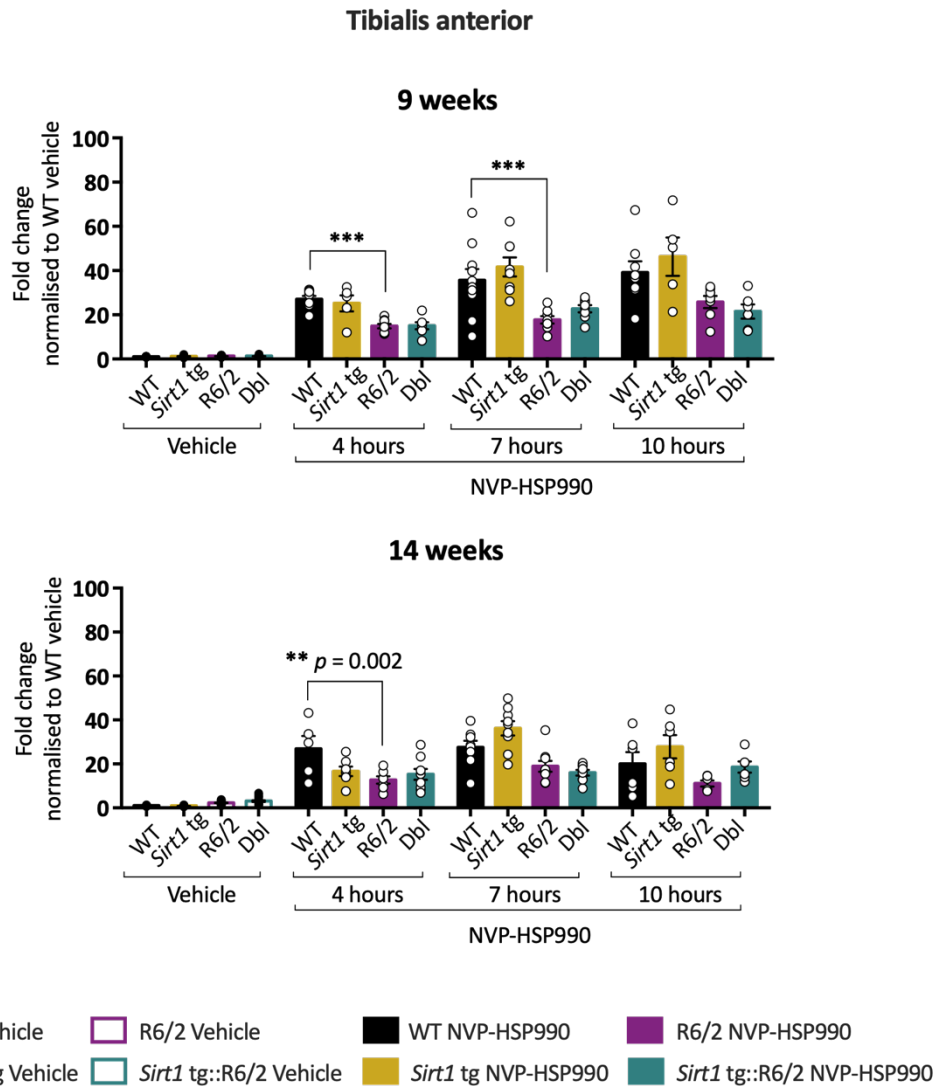 Tibialis anterior
9 weeks
Fold change
normalised to WT vehicle
100
80
60
40
20
0
***
***
WT
Sirt1 tg
R6/2
Dbl
WT
Sirt1 tg
R6/2
Dbl
WT
Sirt1 tg
R6/2
Dbl
WT
Sirt1 tg
R6/2
Dbl
Vehicle
4 hours
7 hours
10 hours
NVP-HSP990
14 weeks
Fold change
normalised to WT vehicle
100
80
60
40
20
0
** p = 0.002
WT
Sirt1 tg
R6/2
Dbl
WT
Sirt1 tg
R6/2
Dbl
WT
Sirt1 tg
R6/2
Dbl
WT
Sirt1 tg
R6/2
Dbl
Vehicle
4 hours
7 hours
10 hours
NVP-HSP990
hicle R6/2 Vehicle WT NVP-HSP990 R6/2 NVP-HSP990
g Vehicle Sirt1 tg::R6/2 Vehicle Sirt1 tg NVP-HSP990 Sirt1 tg::R6/2 NVP-HSP990